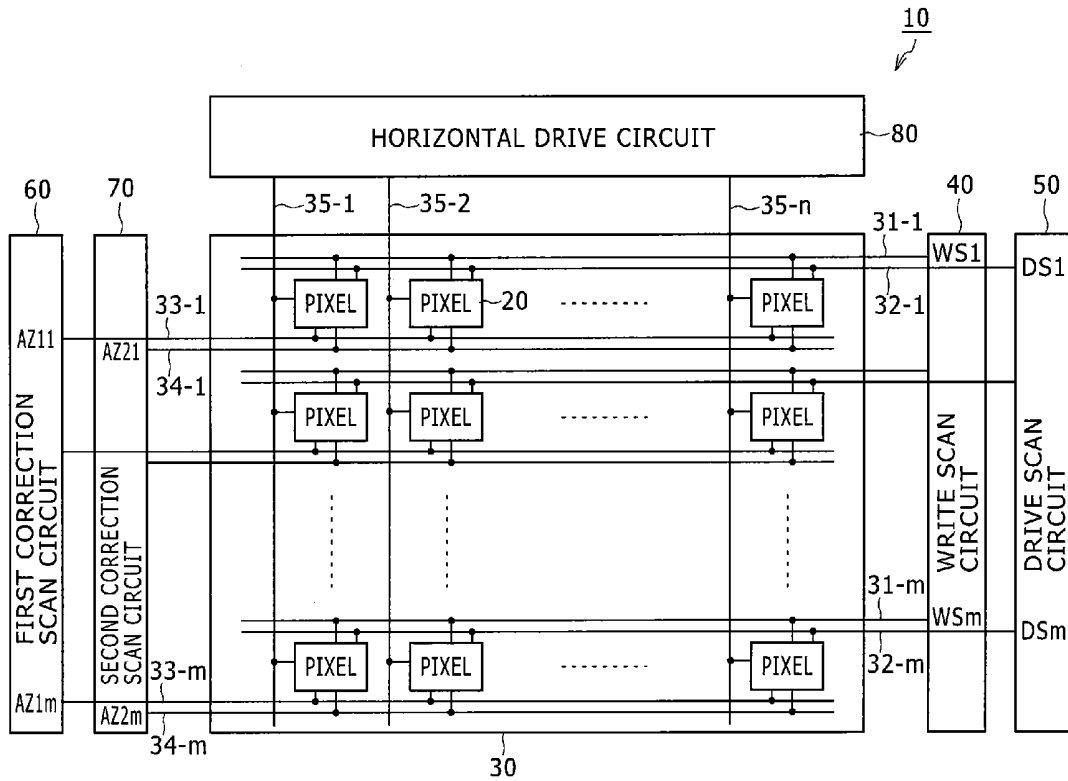 10
HORIZONTAL DRIVE CIRCUIT
80
60
70
35-1
35-2
35-n
40
50
31-1
WS1
DS1
33-1
PIXEL
PIXEL
20
PIXEL
32-1
AZ11
AZ21
34-1
PIXEL
PIXEL
PIXEL
FIRST CORRECTION
SCAN CIRCUIT
SECOND CORRECTION
SCAN CIRCUIT
WRITE SCAN
CIRCUIT
DRIVE SCAN
CIRCUIT
31-m
WSm
DSm
33-m
PIXEL
PIXEL
PIXEL
32-m
AZ1m
AZ2m
34-m
30